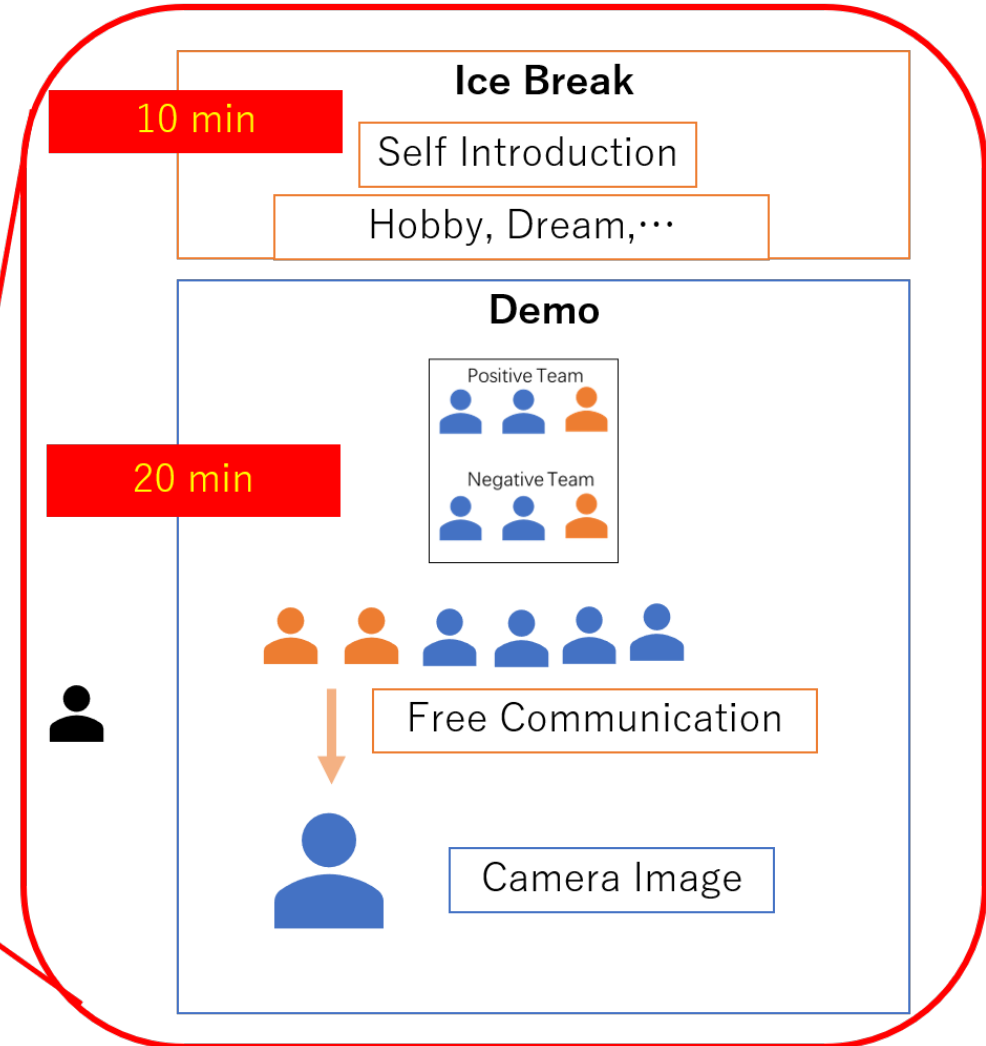 Ice Break
10 min
Self Introduction
Hobby, Dream,…
Demo
Positive Team
20 min
Negative Team
Free Communication
Camera Image